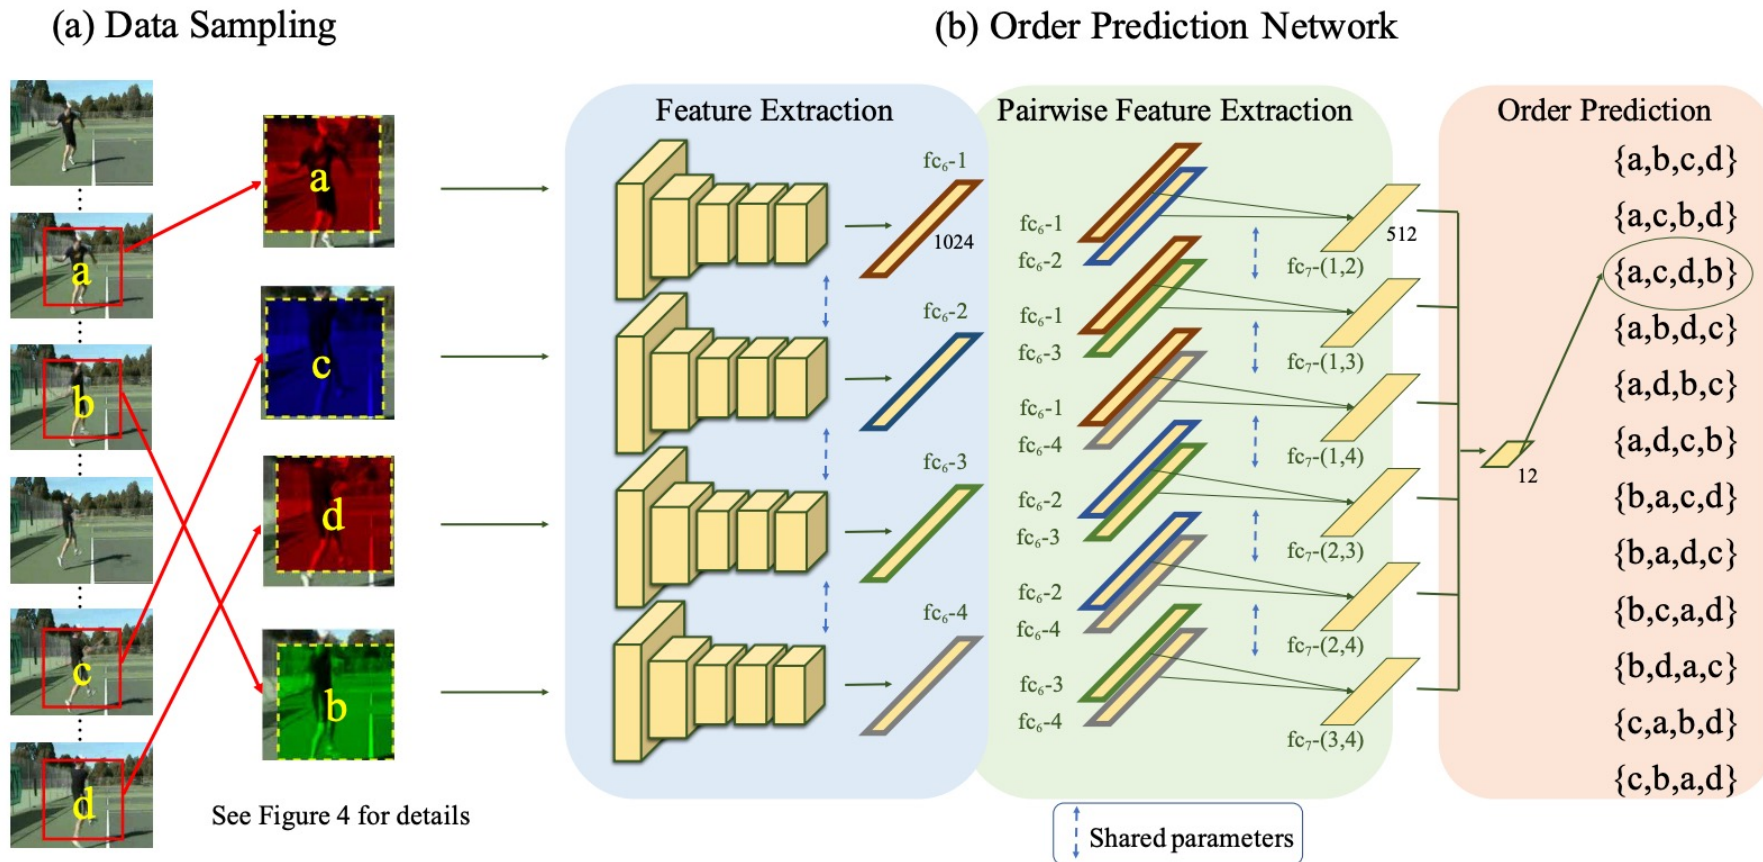 (a) Data Sampling
a
b
c
d
a
c
d
b
See Figure 4 for details
(b) Order Prediction Network
Feature Extraction
fc₆-1
1024
fc₆-2
fc₆-3
fc₆-4
Pairwise Feature Extraction
fc₆-1
fc₆-2
fc₆-1
fc₆-3
fc₆-1
fc₆-4
fc₆-2
fc₆-3
fc₆-2
fc₆-4
fc₆-3
fc₆-4
512
fc₇-(1,2)
fc₇-(1,3)
fc₇-(1,4)
fc₇-(2,3)
fc₇-(2,4)
fc₇-(3,4)
Shared parameters
Order Prediction
12
{a,b,c,d}
{a,c,b,d}
{a,c,d,b}
{a,b,d,c}
{a,d,b,c}
{a,d,c,b}
{b,a,c,d}
{b,a,d,c}
{b,c,a,d}
{b,d,a,c}
{c,a,b,d}
{c,b,a,d}